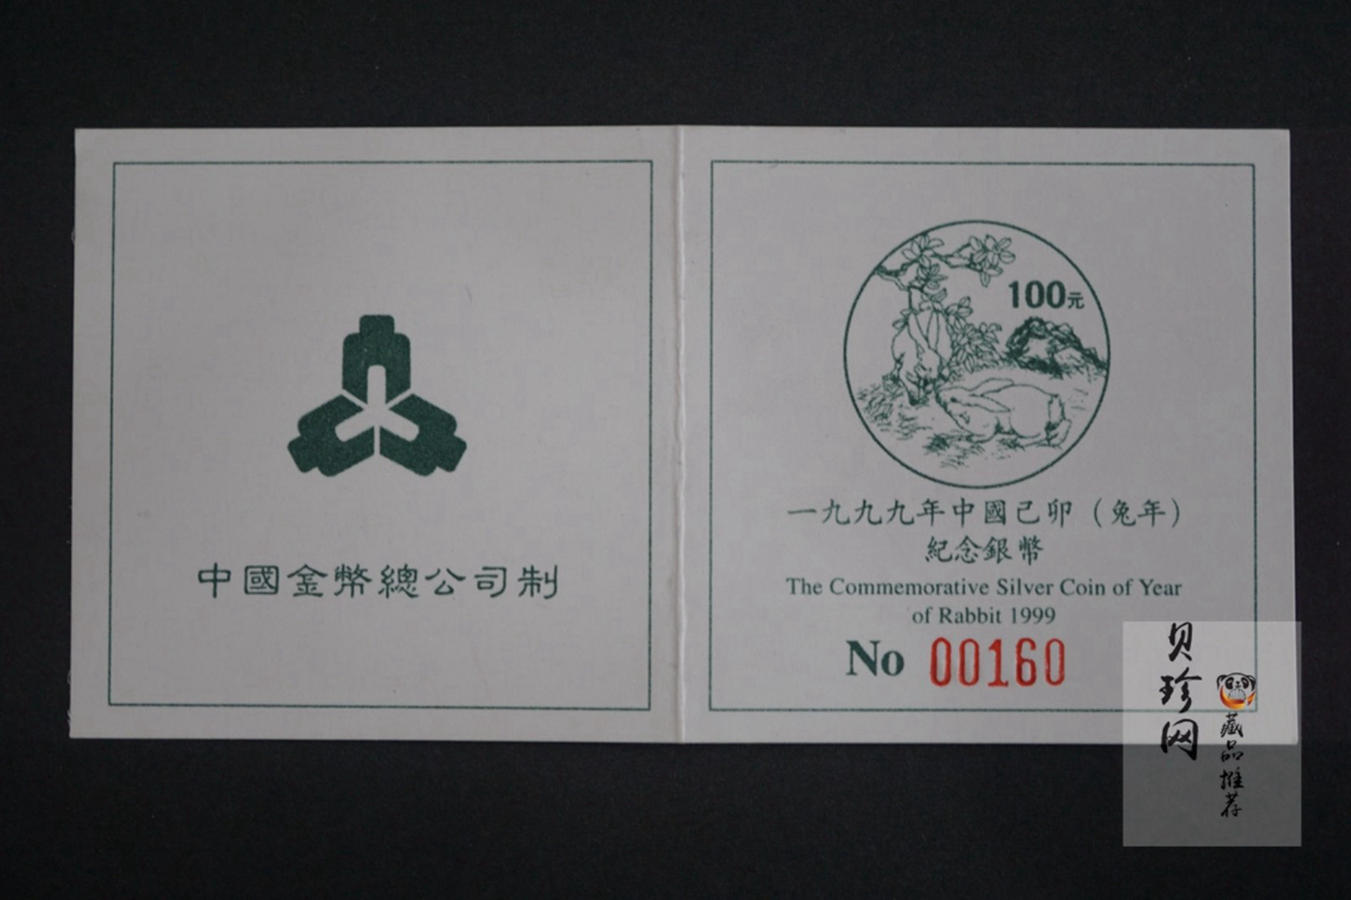 中國金幣總公司制
100元
一九九九年中國己卯（兔年）
紀念銀幣
The Commemorative Silver Coin of Year
of Rabbit 1999
No 00160
贝珍网
藏品推荐